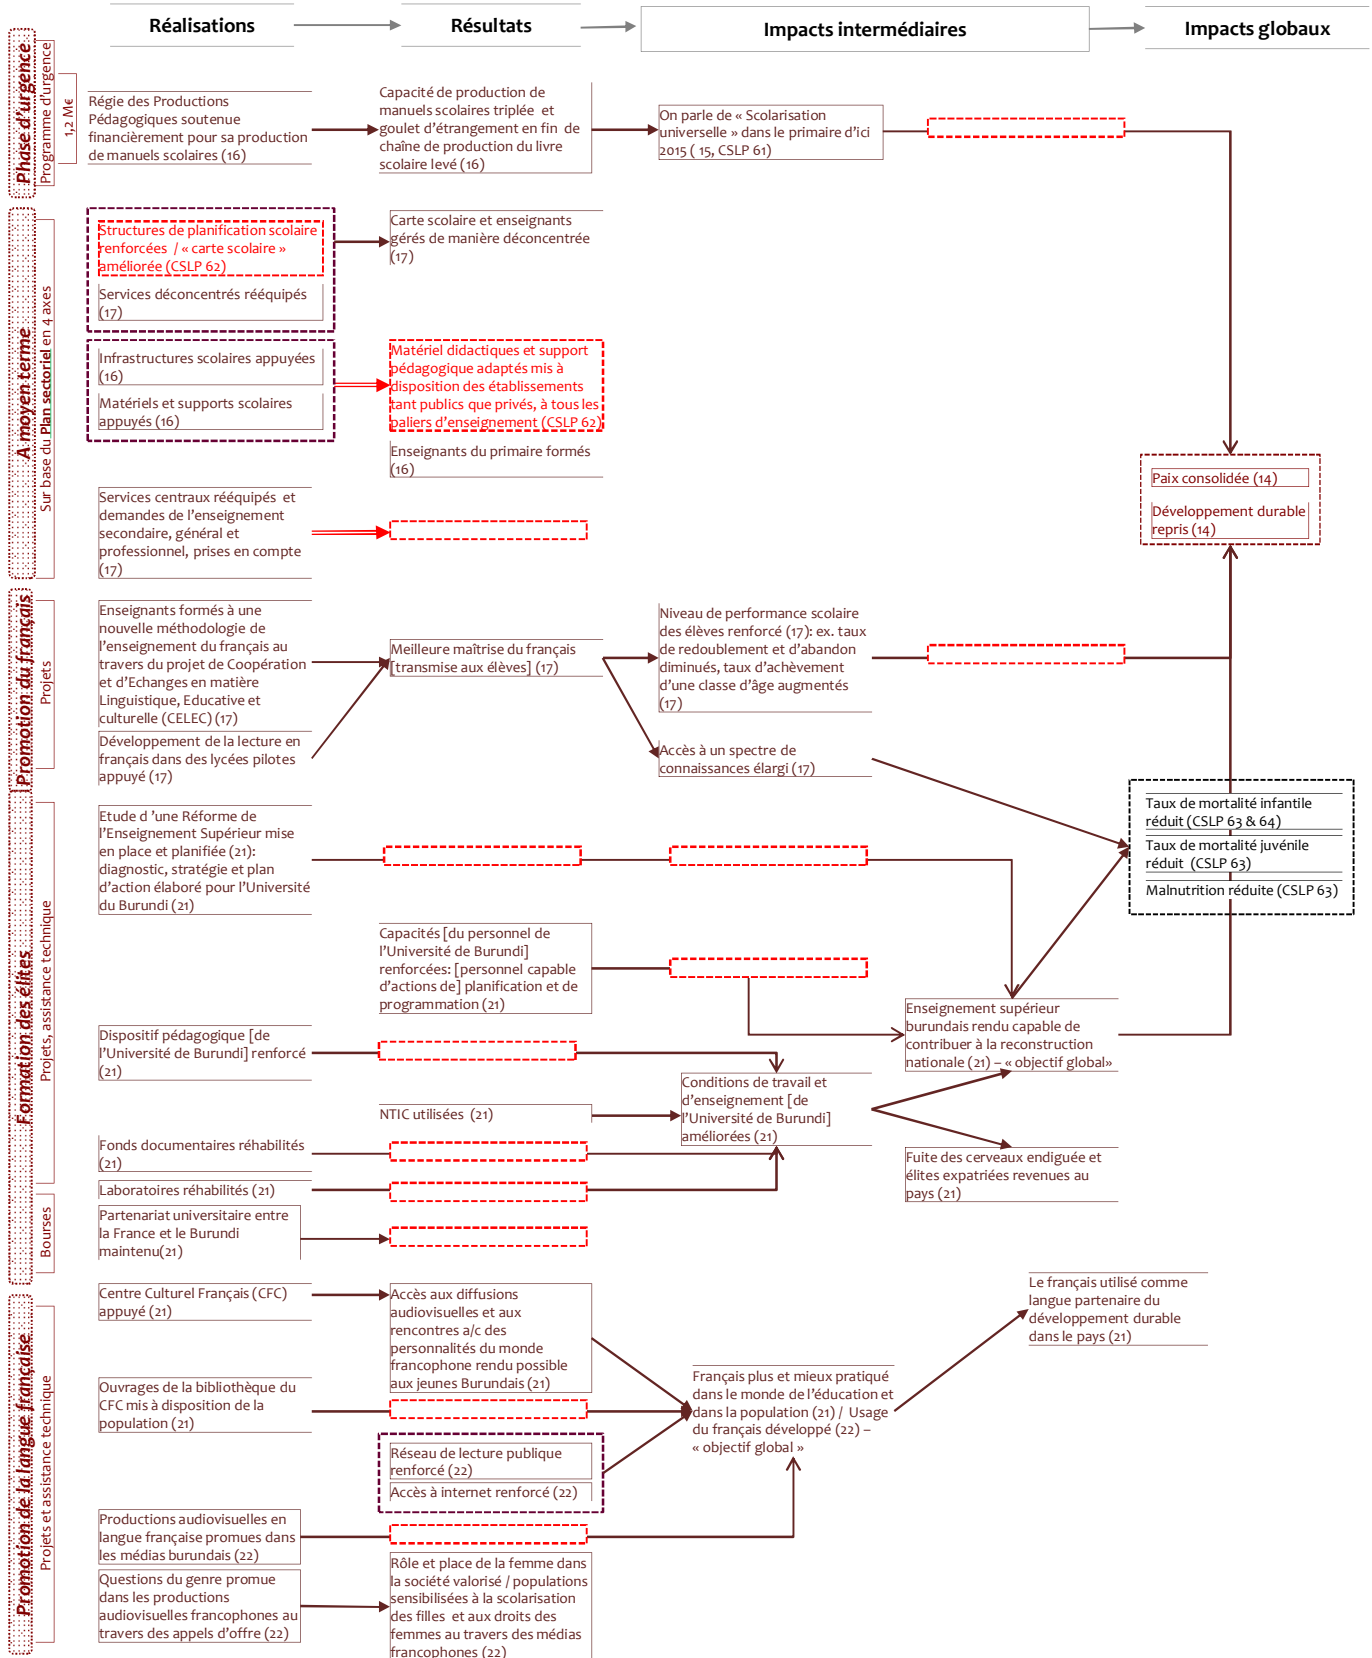 Réalisations
Résultats
Impacts intermédiaires
Impacts globaux
Phase d'urgence
Programme d'urgence
1,2 M€
Régie des Productions
Pédagogiques soutenue
financièrement pour sa production
de manuels scolaires (16)
Capacité de production de
manuels scolaires triplée et
goulet d'étrangement en fin de
chaîne de production du livre
scolaire levé (16)
On parle de « Scolarisation
universelle » dans le primaire d'ici
2015 ( 15, CSLP 61)
A moyen terme
Sur base du Plan sectoriel en 4 axes
Structures de planification scolaire
renforcées / « carte scolaire »
améliorée (CSLP 62)
Services déconcentrés rééquipés
(17)
Carte scolaire et enseignants
gérés de manière déconcentrée
(17)
Infrastructures scolaires appuyées
(16)
Matériels et supports scolaires
appuyés (16)
Matériel didactiques et support
pédagogique adaptés mis à
disposition des établissements
tant publics que privés, à tous les
paliers d'enseignement (CSLP 62)
Enseignants du primaire formés
(16)
Services centraux rééquipés et
demandes de l'enseignement
secondaire, général et
professionnel, prises en compte
(17)
Paix consolidée (14)
Développement durable
repris (14)
Promotion du français
Projets
Enseignants formés à une
nouvelle méthodologie de
l'enseignement du français au
travers du projet de Coopération
et d'Echanges en matière
Linguistique, Educative et
culturelle (CELEC) (17)
Développement de la lecture en
français dans des lycées pilotes
appuyé (17)
Meilleure maîtrise du français
[transmise aux élèves] (17)
Niveau de performance scolaire
des élèves renforcé (17): ex. taux
de redoublement et d'abandon
diminués, taux d'achèvement
d'une classe d'âge augmentés
(17)
Accès à un spectre de
connaissances élargi (17)
Taux de mortalité infantile
réduit (CSLP 63 & 64)
Taux de mortalité juvénile
réduit (CSLP 63)
Malnutrition réduite (CSLP 63)
Formation des élites
Projets, assistance technique
Etude d 'une Réforme de
l'Enseignement Supérieur mise
en place et planifiée (21):
diagnostic, stratégie et plan
d'action élaboré pour l'Université
du Burundi (21)
Capacités [du personnel de
l'Université de Burundi]
renforcées: [personnel capable
d'actions de] planification et de
programmation (21)
Enseignement supérieur
burundais rendu capable de
contribuer à la reconstruction
nationale (21) – « objectif global»
Dispositif pédagogique [de
l'Université de Burundi] renforcé
(21)
NTIC utilisées (21)
Conditions de travail et
d'enseignement [de
l'Université de Burundi]
améliorées (21)
Fonds documentaires réhabilités
(21)
Fuite des cerveaux endiguée et
élites expatriées revenues au
pays (21)
Laboratoires réhabilités (21)
Bourses
Partenariat universitaire entre
la France et le Burundi
maintenu(21)
Promotion de la langue française
Projets et assistance technique
Centre Culturel Français (CFC)
appuyé (21)
Accès aux diffusions
audiovisuelles et aux
rencontres a/c des
personnalités du monde
francophone rendu possible
aux jeunes Burundais (21)
Le français utilisé comme
langue partenaire du
développement durable
dans le pays (21)
Ouvrages de la bibliothèque du
CFC mis à disposition de la
population (21)
Français plus et mieux pratiqué
dans le monde de l'éducation et
dans la population (21) / Usage
du français développé (22) –
« objectif global »
Réseau de lecture publique
renforcé (22)
Accès à internet renforcé (22)
Productions audiovisuelles en
langue française promues dans
les médias burundais (22)
Questions du genre promue
dans les productions
audiovisuelles francophones au
travers des appels d'offre (22)
Rôle et place de la femme dans
la société valorisé / populations
sensibilisées à la scolarisation
des filles et aux droits des
femmes au travers des médias
francophones (22)